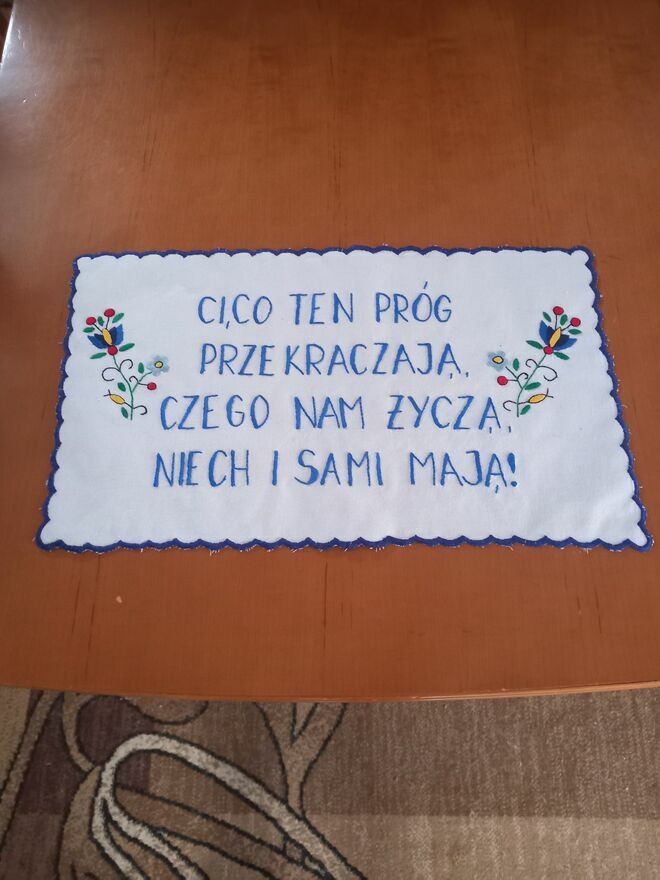 CI,CO TEN PRÓG
PRZEKRACZAJĄ,
CZEGO NAM ŻYCZĄ,
NIECH I SAMI MAJĄ!